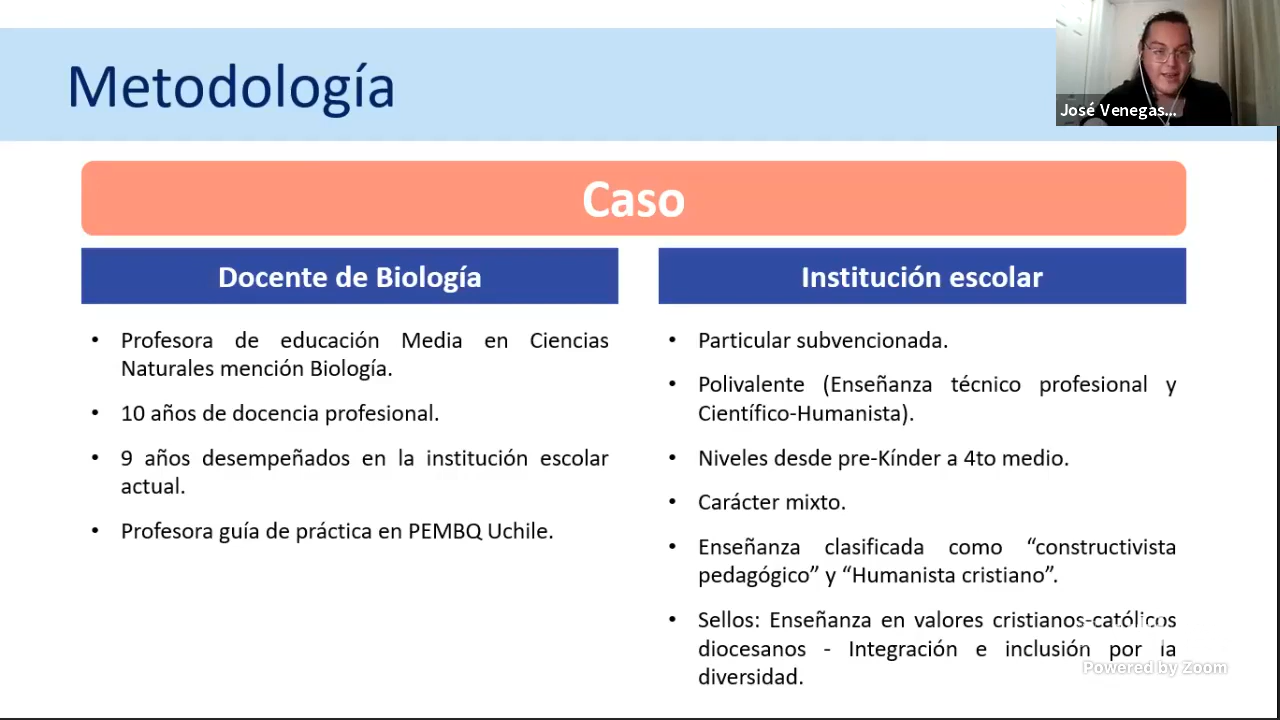 Metodología
José Venegas...
Caso
Docente de Biología
• Profesora de educación Media en Ciencias
Naturales mención Biología.
• 10 años de docencia profesional.
• 9 años desempeñados en la institución escolar
actual.
• Profesora guía de práctica en PEMBQ Uchile.
Institución escolar
• Particular subvencionada.
• Polivalente (Enseñanza técnico profesional y
Científico-Humanista).
• Niveles desde pre-Kínder a 4to medio.
• Carácter mixto.
• Enseñanza clasificada como “constructivista
pedagógico” y “Humanista cristiano”.
• Sellos: Enseñanza en valores cristianos-católicos
diocesanos - Integración e inclusión por la
diversidad.
Powered by Zoom